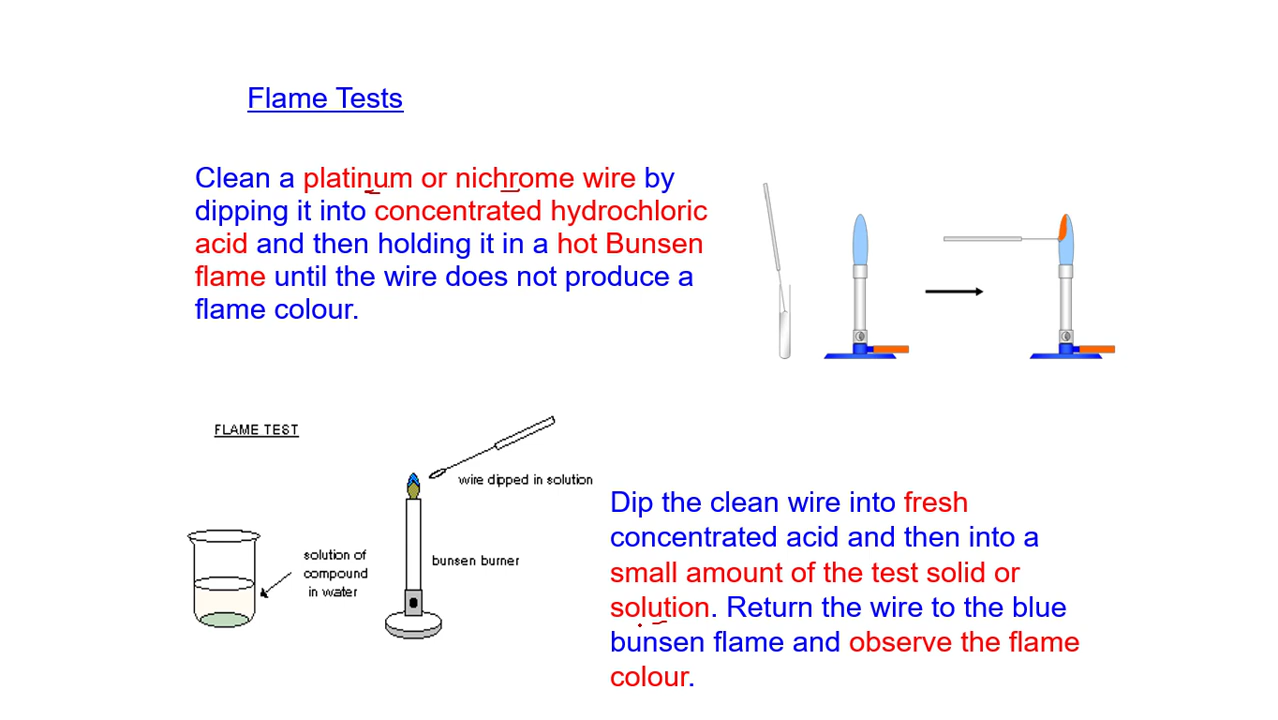 Flame Tests
Clean a platinum or nichrome wire by
dipping it into concentrated hydrochloric
acid and then holding it in a hot Bunsen
flame until the wire does not produce a
flame colour.
FLAME TEST
wire dipped in solution
solution of
compound
in water
bunsen burner
Dip the clean wire into fresh
concentrated acid and then into a
small amount of the test solid or
solution. Return the wire to the blue
bunsen flame and observe the flame
colour.